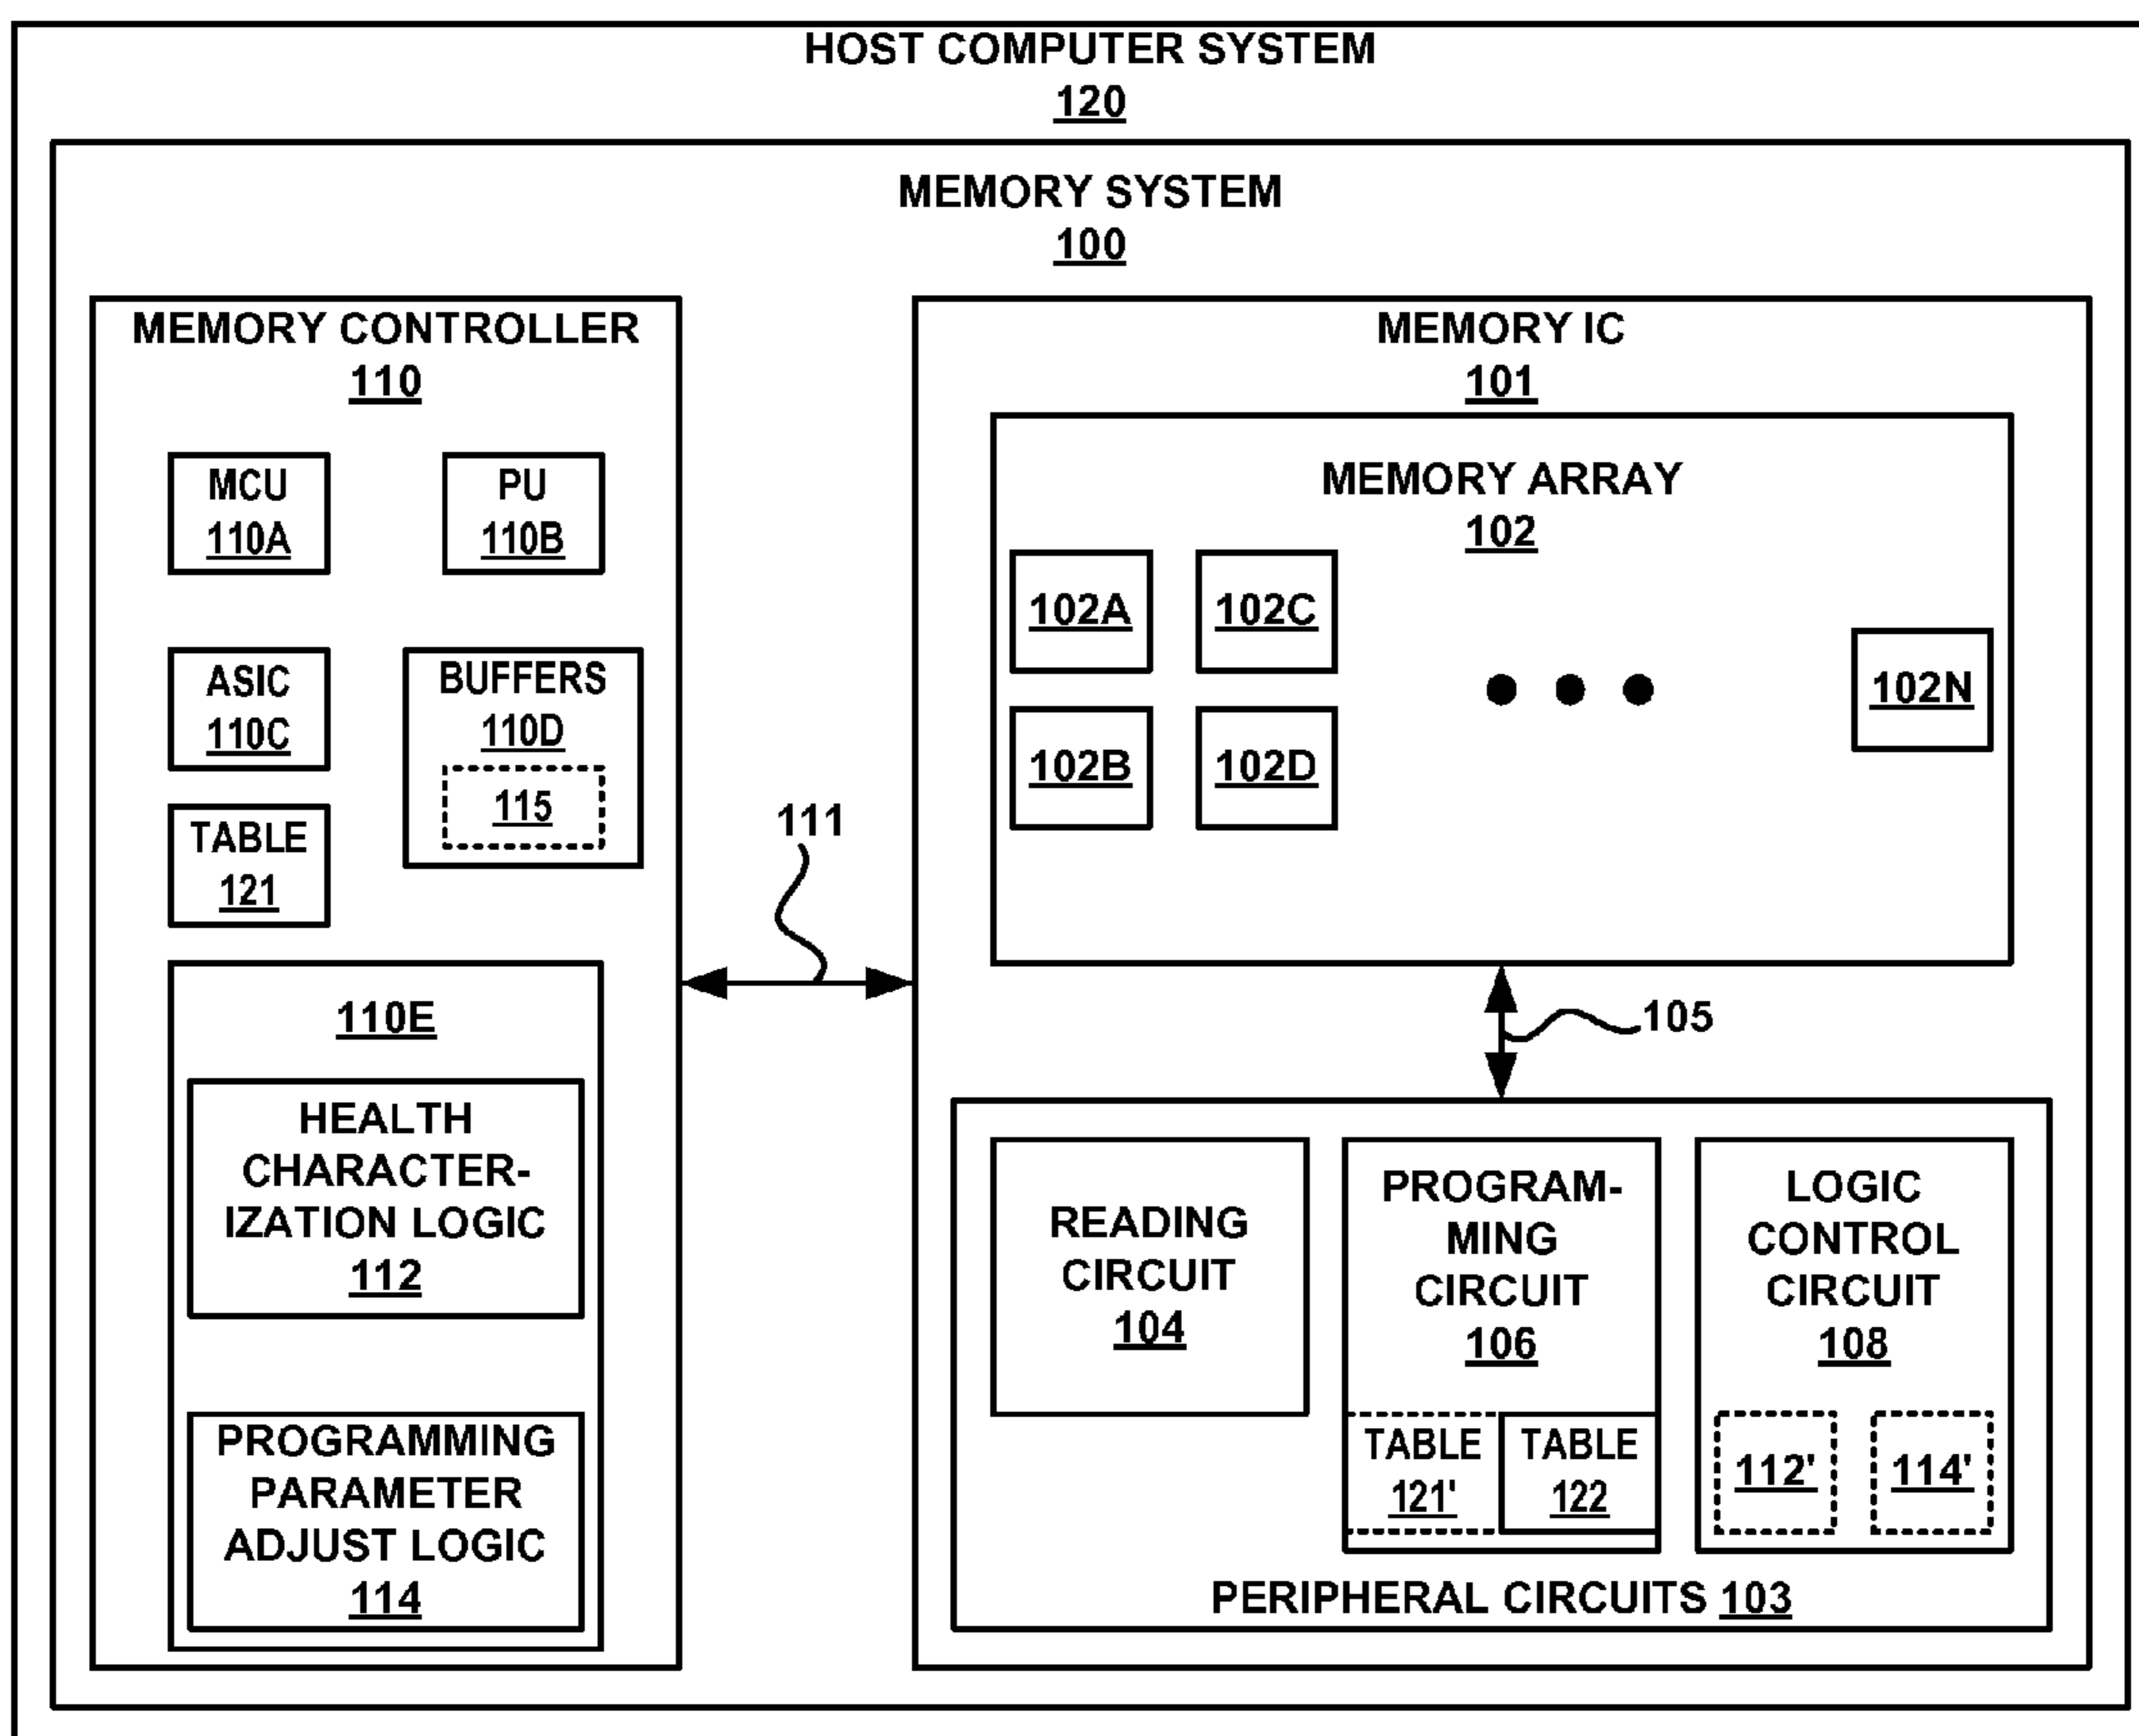 HOST COMPUTER SYSTEM
120
MEMORY SYSTEM
100
MEMORY CONTROLLER
110
MCU
110A
PU
110B
ASIC
110C
BUFFERS
110D
115
TABLE
121
110E
HEALTH
CHARACTER-
IZATION LOGIC
112
PROGRAMMING
PARAMETER
ADJUST LOGIC
114
111
MEMORY IC
101
MEMORY ARRAY
102
102A
102C
102B
102D
102N
105
READING
CIRCUIT
104
PROGRAM-
MING
CIRCUIT
106
TABLE
121'
TABLE
122
LOGIC
CONTROL
CIRCUIT
108
112'
114'
PERIPHERAL CIRCUITS 103